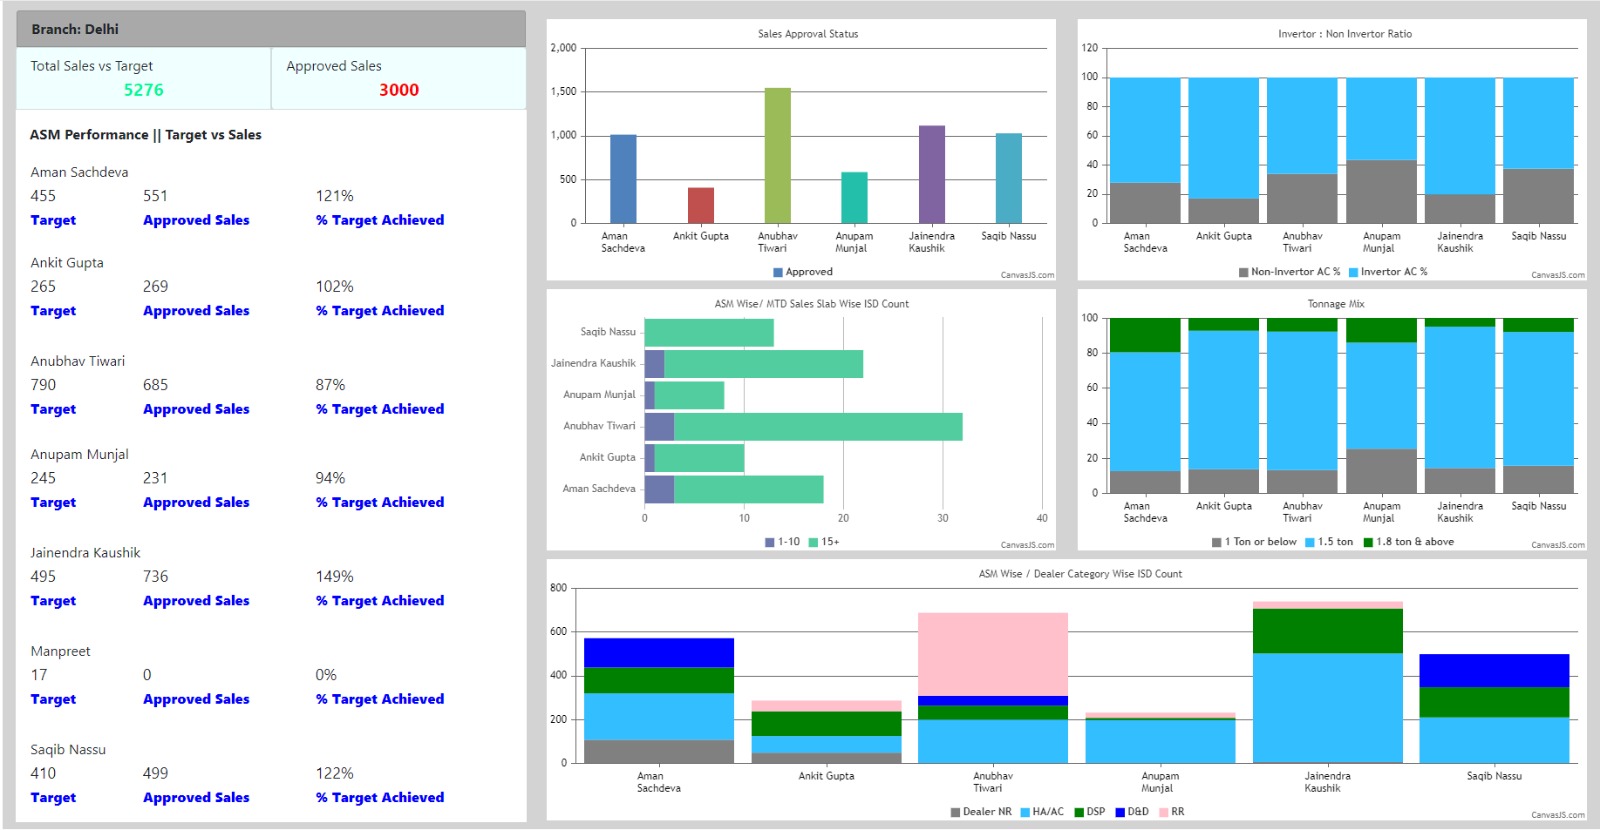 Branch: Delhi
Total Sales vs Target
5276
Approved Sales
3000
ASM Performance || Target vs Sales
Aman Sachdeva
455 551 121%
Target Approved Sales % Target Achieved
Ankit Gupta
265 269 102%
Target Approved Sales % Target Achieved
Anubhav Tiwari
790 685 87%
Target Approved Sales % Target Achieved
Anupam Munjal
245 231 94%
Target Approved Sales % Target Achieved
Jainendra Kaushik
495 736 149%
Target Approved Sales % Target Achieved
Manpreet
17 0 0%
Target Approved Sales % Target Achieved
Saqib Nassu
410 499 122%
Target Approved Sales % Target Achieved
Sales Approval Status
2,000
1,500
1,000
500
0
Aman Sachdeva
Ankit Gupta
Anubhav Tiwari
Anupam Munjal
Jainendra Kaushik
Saqib Nassu
Approved
CanvasJS.com
Invertor : Non Invertor Ratio
120
100
80
60
40
20
0
Aman Sachdeva
Ankit Gupta
Anubhav Tiwari
Anupam Munjal
Jainendra Kaushik
Saqib Nassu
Non-Invertor AC % Invertor AC %
CanvasJS.com
ASM Wise/ MTD Sales Slab Wise ISD Count
Saqib Nassu
Jainendra Kaushik
Anupam Munjal
Anubhav Tiwari
Ankit Gupta
Aman Sachdeva
0 10 20 30 40
1-10 15+
CanvasJS.com
Tonnage Mix
100
80
60
40
20
0
Aman Sachdeva
Ankit Gupta
Anubhav Tiwari
Anupam Munjal
Jainendra Kaushik
Saqib Nassu
1 Ton or below 1.5 ton 1.8 ton & above
CanvasJS.com
ASM Wise / Dealer Category Wise ISD Count
800
600
400
200
0
Aman Sachdeva
Ankit Gupta
Anubhav Tiwari
Anupam Munjal
Jainendra Kaushik
Saqib Nassu
Dealer NR HA/AC DSP D&D RR
CanvasJS.com